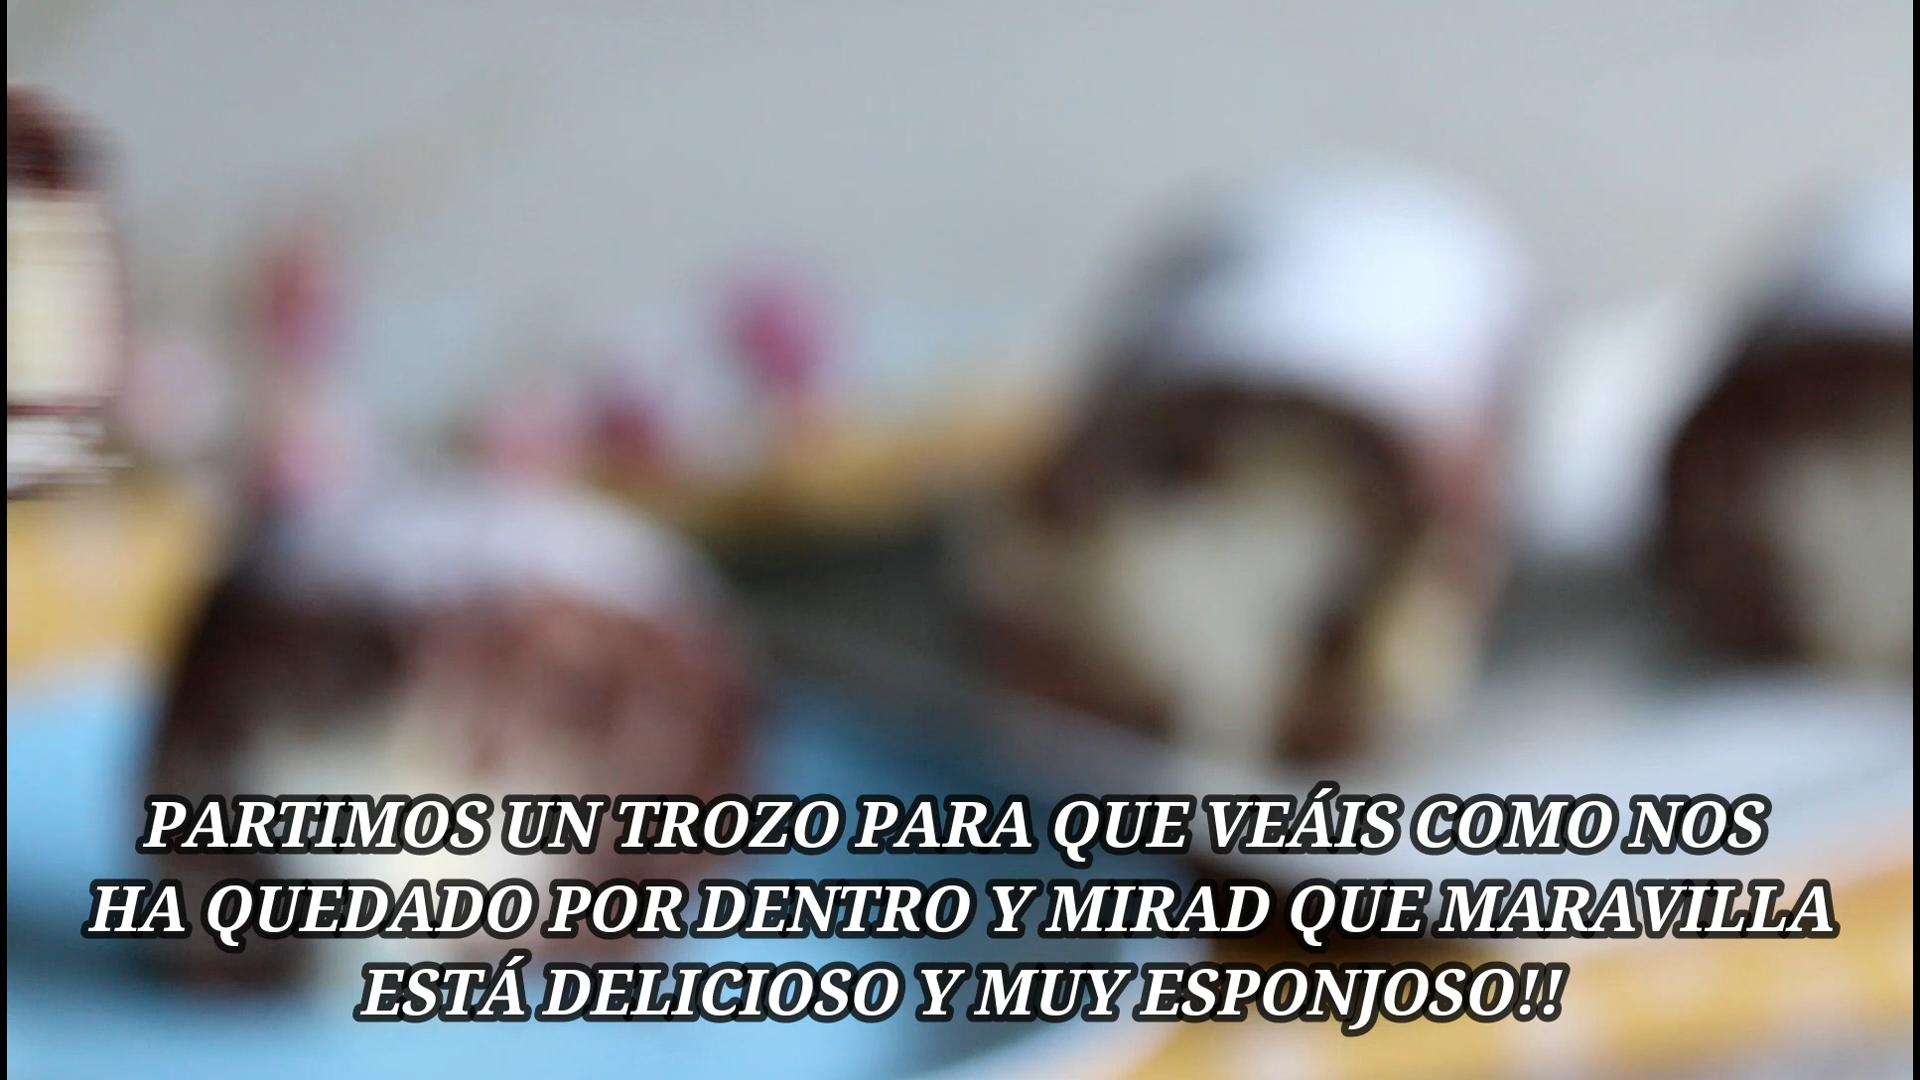 PARTIMOS UN TROZO PARA QUE VEÁIS COMO NOS
HA QUEDADO POR DENTRO Y MIRAD QUE MARAVILLA
ESTÁ DELICIOSO Y MUY ESPONJOSO!!